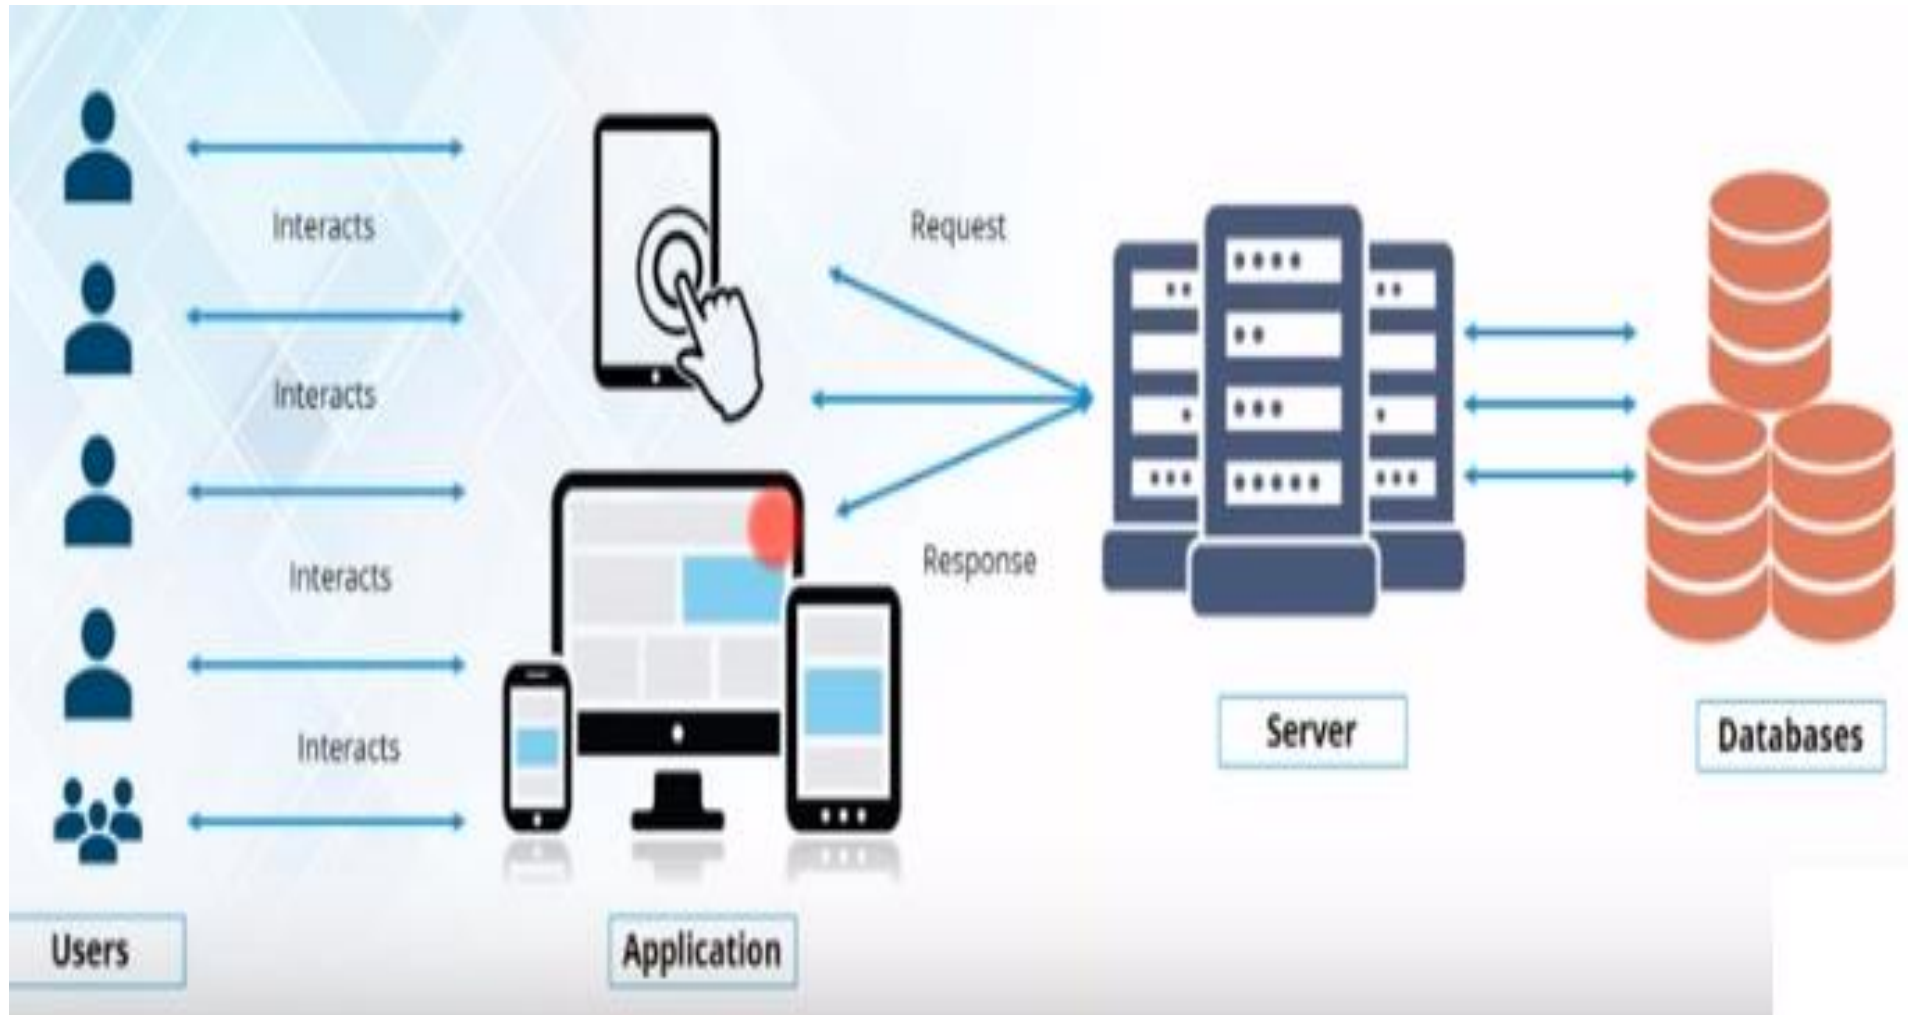 Interacts
Interacts
Interacts
Interacts
Request
Response
Users
Application
Server
Databases